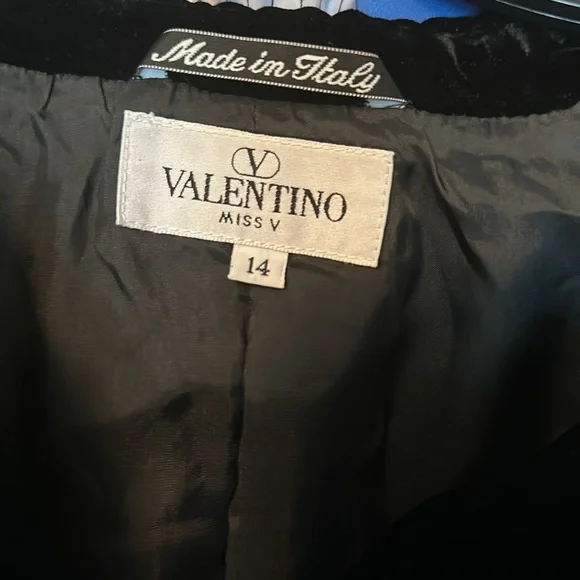 Made in Italy
V
VALENTINO
MISS V
14